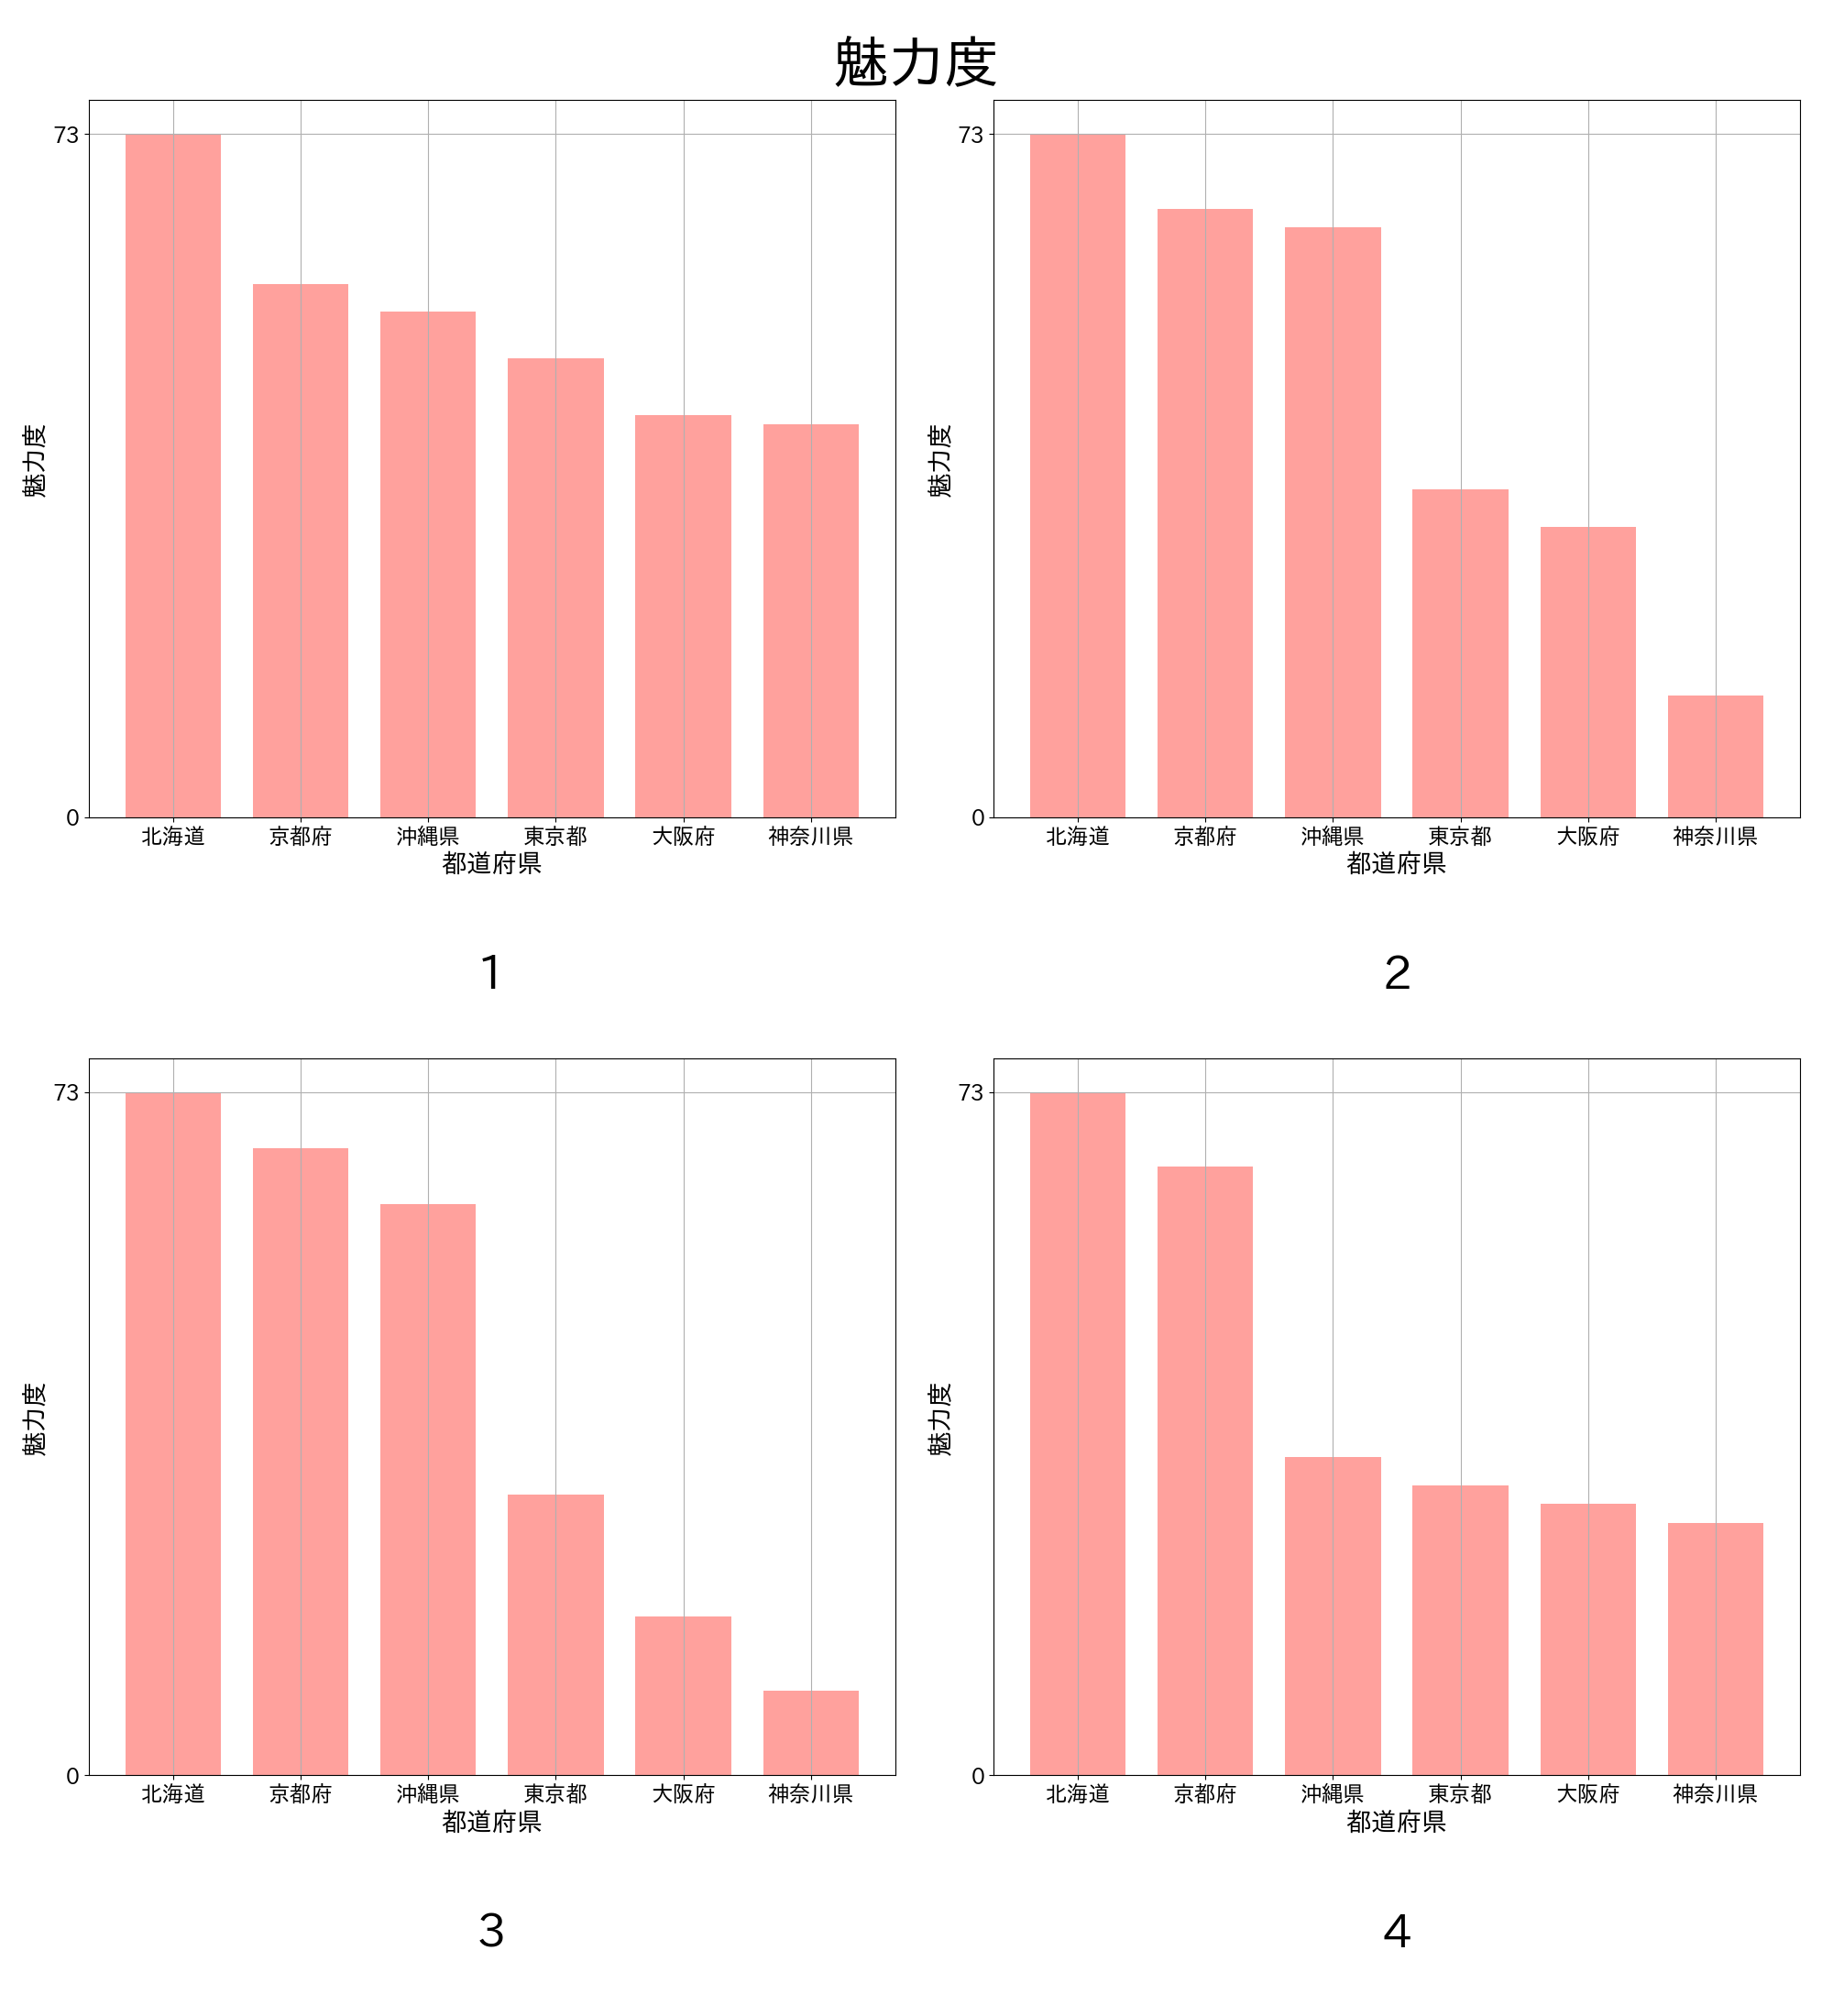 魅力度
73
0
魅力度
北海道 京都府 沖縄県 東京都 大阪府 神奈川県
都道府県
1
73
0
魅力度
北海道 京都府 沖縄県 東京都 大阪府 神奈川県
都道府県
2
73
0
魅力度
北海道 京都府 沖縄県 東京都 大阪府 神奈川県
都道府県
3
73
0
魅力度
北海道 京都府 沖縄県 東京都 大阪府 神奈川県
都道府県
4